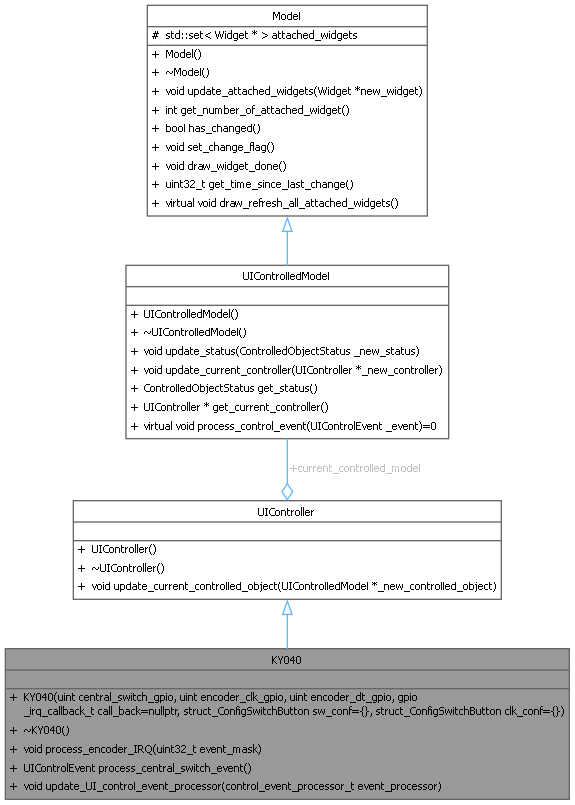 Model
# std::set< Widget * > attached_widgets
+ Model()
+ ~Model()
+ void update_attached_widgets(Widget *new_widget)
+ int get_number_of_attached_widget()
+ bool has_changed()
+ void set_change_flag()
+ void draw_widget_done()
+ uint32_t get_time_since_last_change()
+ virtual void draw_refresh_all_attached_widgets()
UIControlledModel
+ UIControlledModel()
+ ~UIControlledModel()
+ void update_status(ControlledObjectStatus _new_status)
+ void update_current_controller(UIController *_new_controller)
+ ControlledObjectStatus get_status()
+ UIController * get_current_controller()
+ virtual void process_control_event(UIControlEvent _event)=0
+current_controlled_model
UIController
+ UIController()
+ ~UIController()
+ void update_current_controlled_object(UIControlledModel *_new_controlled_object)
KY040
+ KY040(uint central_switch_gpio, uint encoder_clk_gpio, uint encoder_dt_gpio, gpio
_irq_callback_t call_back=nullptr, struct_ConfigSwitchButton sw_conf={}, struct_ConfigSwitchButton clk_conf={})
+ ~KY040()
+ void process_encoder_IRQ(uint32_t event_mask)
+ UIControlEvent process_central_switch_event()
+ void update_UI_control_event_processor(control_event_processor_t event_processor)